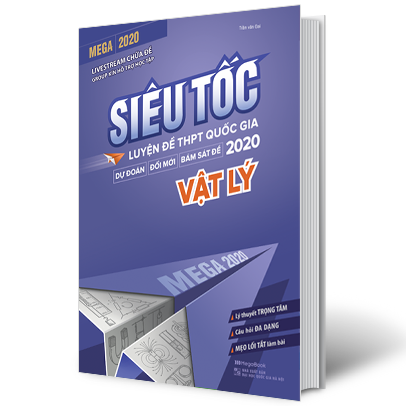 Trần văn Đại
MEGA 2020
LIVESTREAM CHỮA ĐỀ
GROUP KÍN HỖ TRỢ HỌC TẬP
SIÊU TỐC
LUYỆN ĐỀ THPT QUỐC GIA
DỰ ĐOÁN ĐỔI MỚI BÁM SÁT ĐỀ 2020
VẬT LÝ
MEGA 2020
Lý thuyết TRỌNG TÂM
Câu hỏi ĐA DẠNG
MẸO LỐI TẮT làm bài
MegaBook